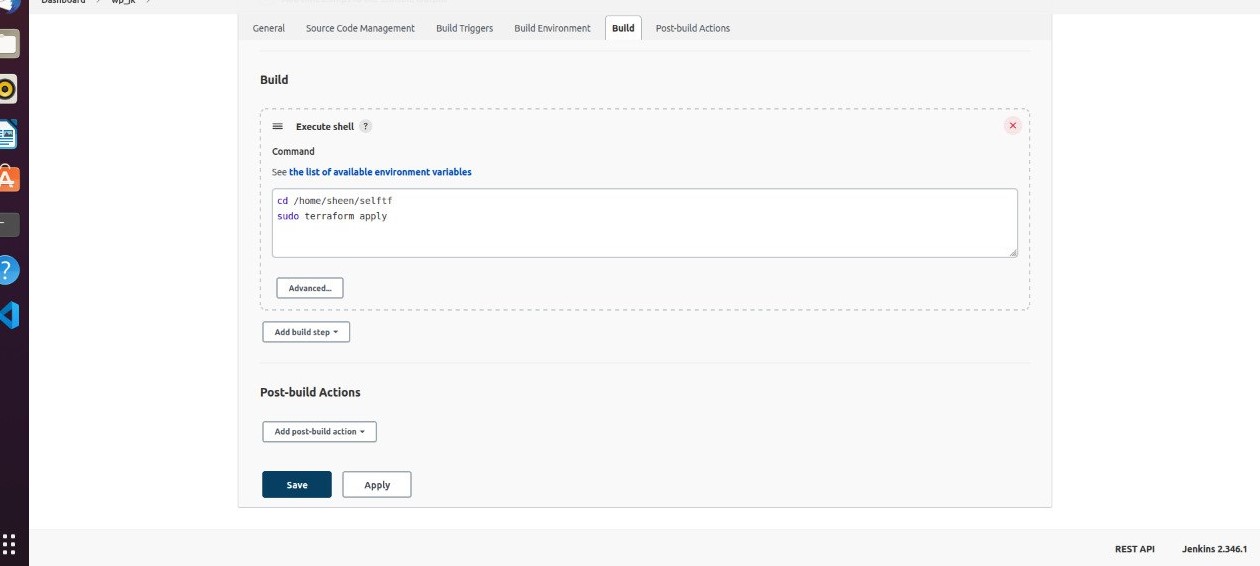 Dashboard
wp_jk
General Source Code Management Build Triggers Build Environment Build Post-build Actions
Build
Execute shell ?
Command
See the list of available environment variables
cd /home/sheen/selftf
sudo terraform apply
Advanced...
Add build step
Post-build Actions
Add post-build action
Save Apply
REST API Jenkins 2.346.1